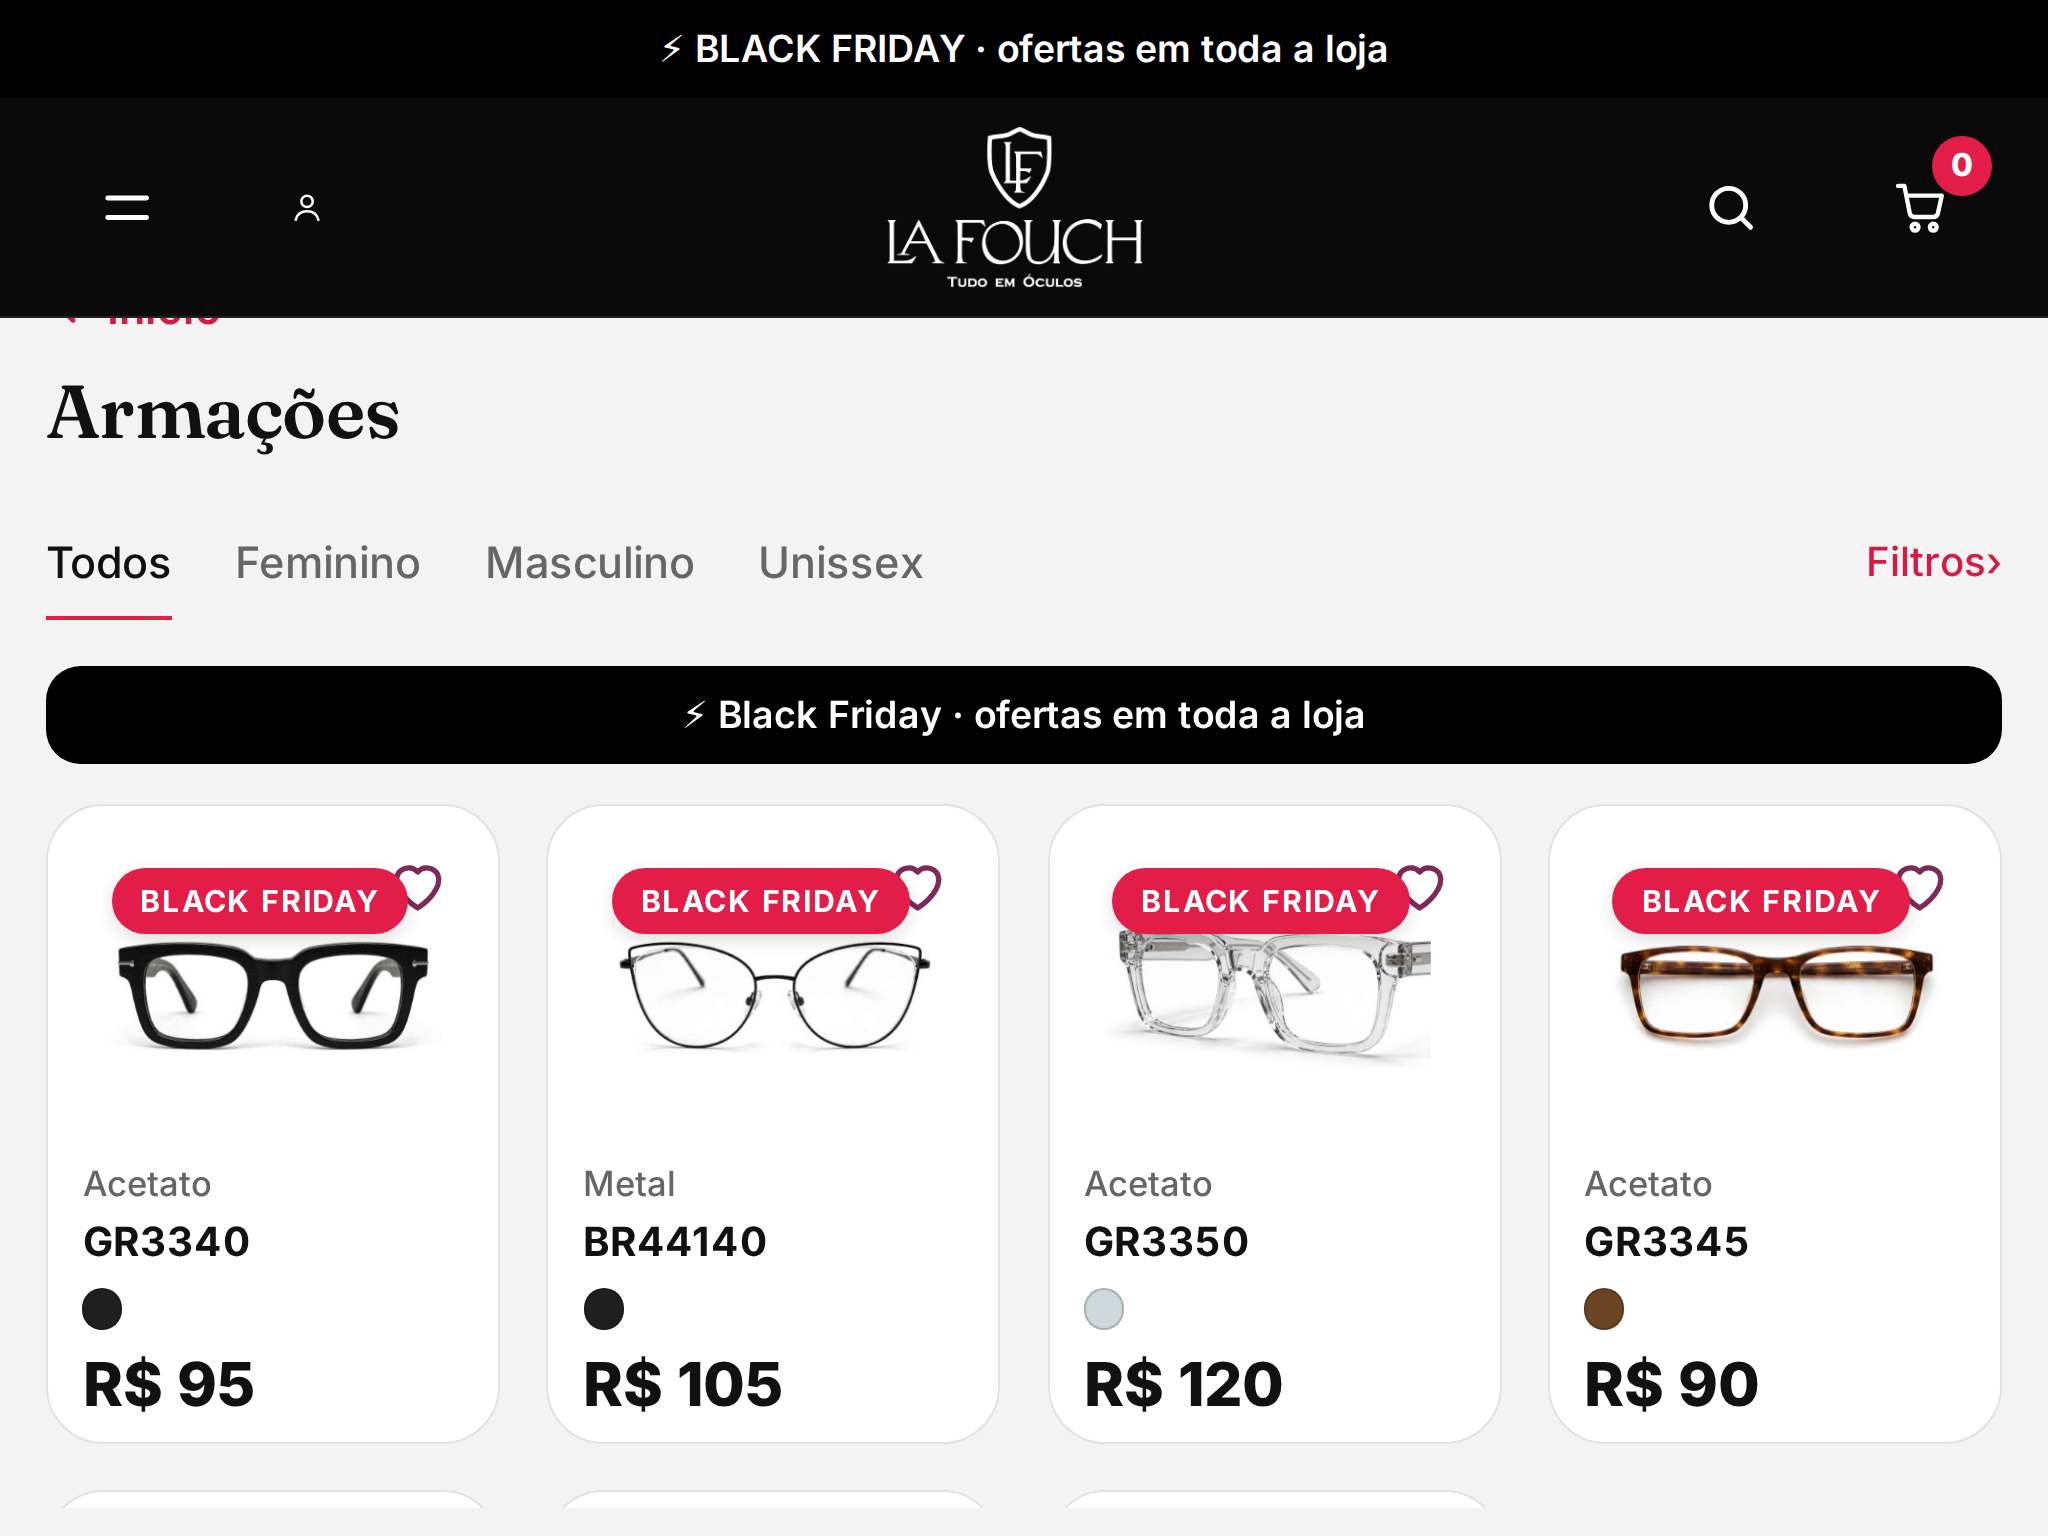 ⚡ BLACK FRIDAY · ofertas em toda a loja
LF
LA FOUCH
TUDO EM ÓCULOS
0
Armações
Todos Feminino Masculino Unissex Filtros›
⚡ Black Friday · ofertas em toda a loja
BLACK FRIDAY
Acetato
GR3340
R$ 95
BLACK FRIDAY
Metal
BR44140
R$ 105
BLACK FRIDAY
Acetato
GR3350
R$ 120
BLACK FRIDAY
Acetato
GR3345
R$ 90